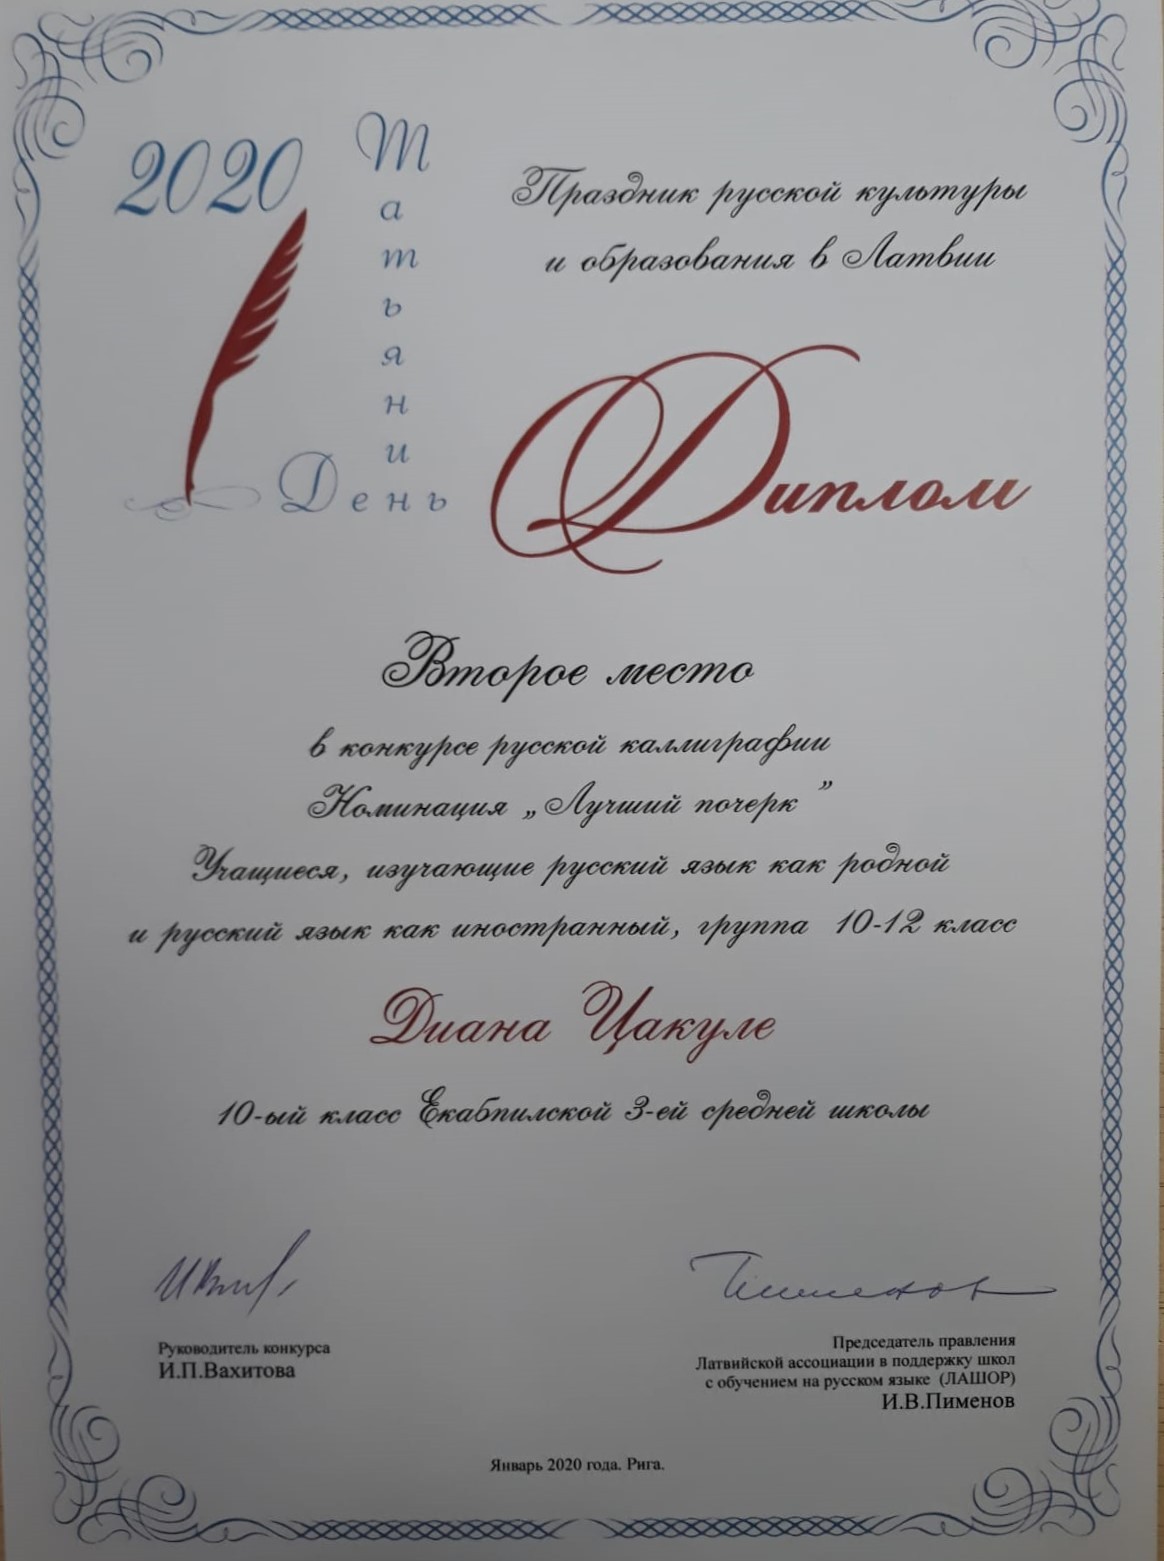 2020
Татьянин
День
Праздник русской культуры
и образования в Латвии
Диплом
Второе место
в конкурсе русской каллиграфии
Номинация „Лучший почерк”
Учащиеся, изучающие русский язык как родной
и русский язык как иностранный, группа 10-12 класс
Диана Цакуле
10-ый класс Екабпилской 3-ей средней школы
Руководитель конкурса
И.П.Вахитова
Председатель правления
Латвийской ассоциации в поддержку школ
с обучением на русском языке (ЛАШОР)
И.В.Пименов
Январь 2020 года. Рига.